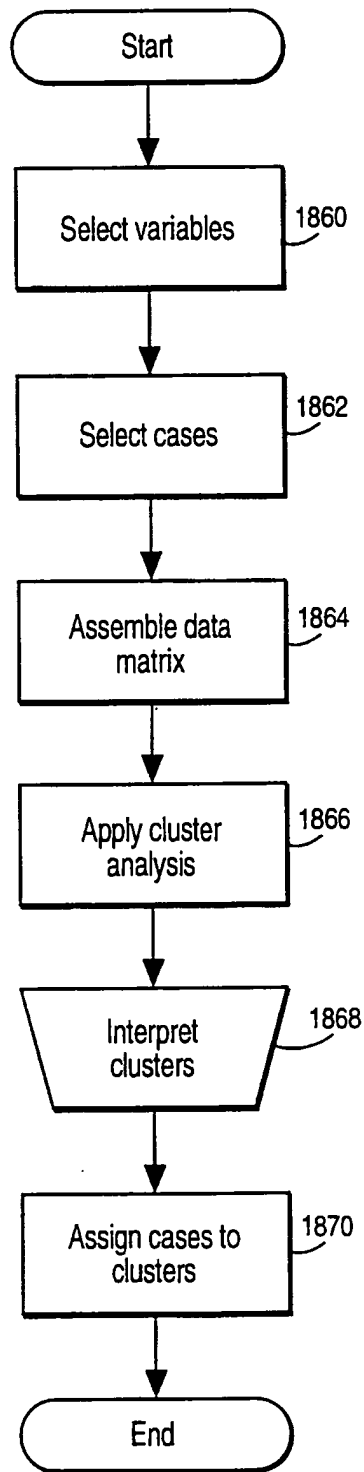 Start
Select variables
1860
Select cases
1862
Assemble data
matrix
1864
Apply cluster
analysis
1866
Interpret
clusters
1868
Assign cases to
clusters
1870
End